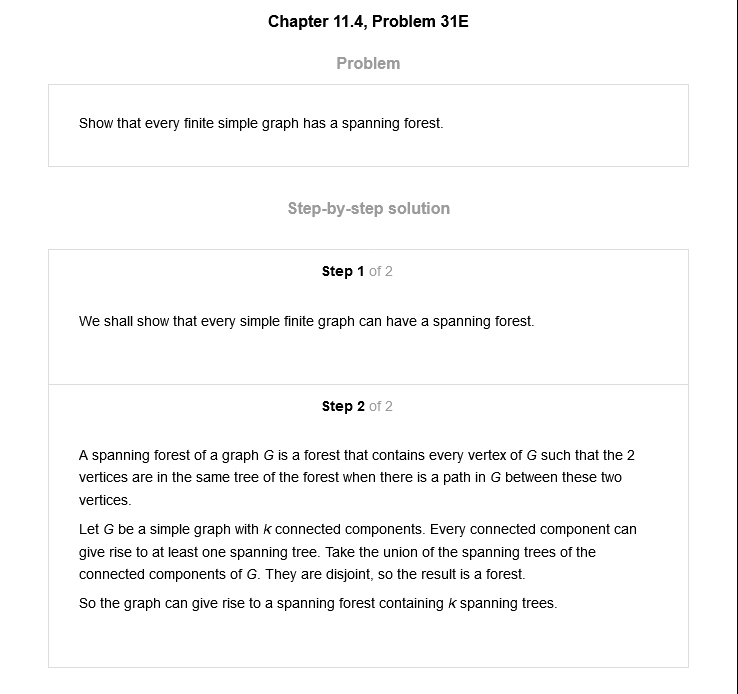 Chapter 11.4, Problem 31E
Problem
Show that every finite simple graph has a spanning forest.
Step-by-step solution
Step 1 of 2
We shall show that every simple finite graph can have a spanning forest.
Step 2 of 2
A spanning forest of a graph G is a forest that contains every vertex of G such that the 2
vertices are in the same tree of the forest when there is a path in G between these two
vertices.
Let G be a simple graph with k connected components. Every connected component can
give rise to at least one spanning tree. Take the union of the spanning trees of the
connected components of G. They are disjoint, so the result is a forest.
So the graph can give rise to a spanning forest containing k spanning trees.